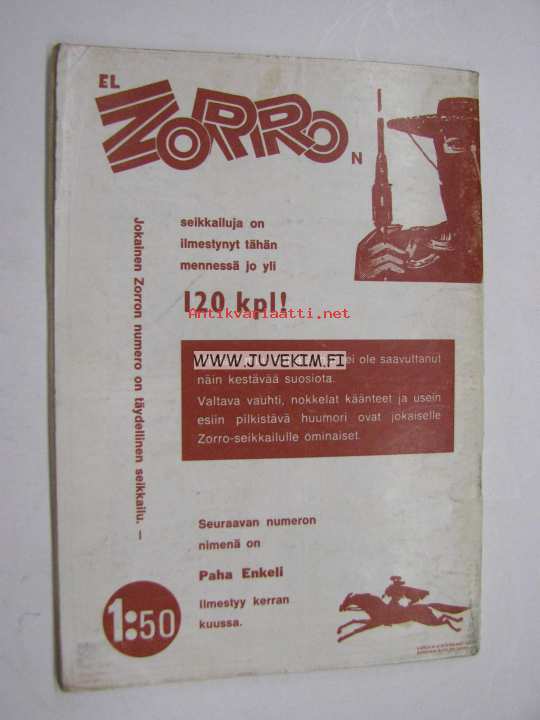 EL
ZORRON
seikkailuja on
ilmestynyt tähän
mennessä jo yli
120 kpl!
Antikvariaatti.net
WWW.JUVEKIM.FI
ei ole saavuttanut
näin kestävää suosiota.
Valtava vauhti, nokkelat käänteet ja usein
esiin pilkistävä huumori ovat jokaiselle
Zorro-seikkailulle ominaiset.
Jokainen Zorron numero on täydellinen seikkailu. —
Seuraavan numeron
nimenä on
Paha Enkeli
Ilmestyy kerran
kuussa.
1:50